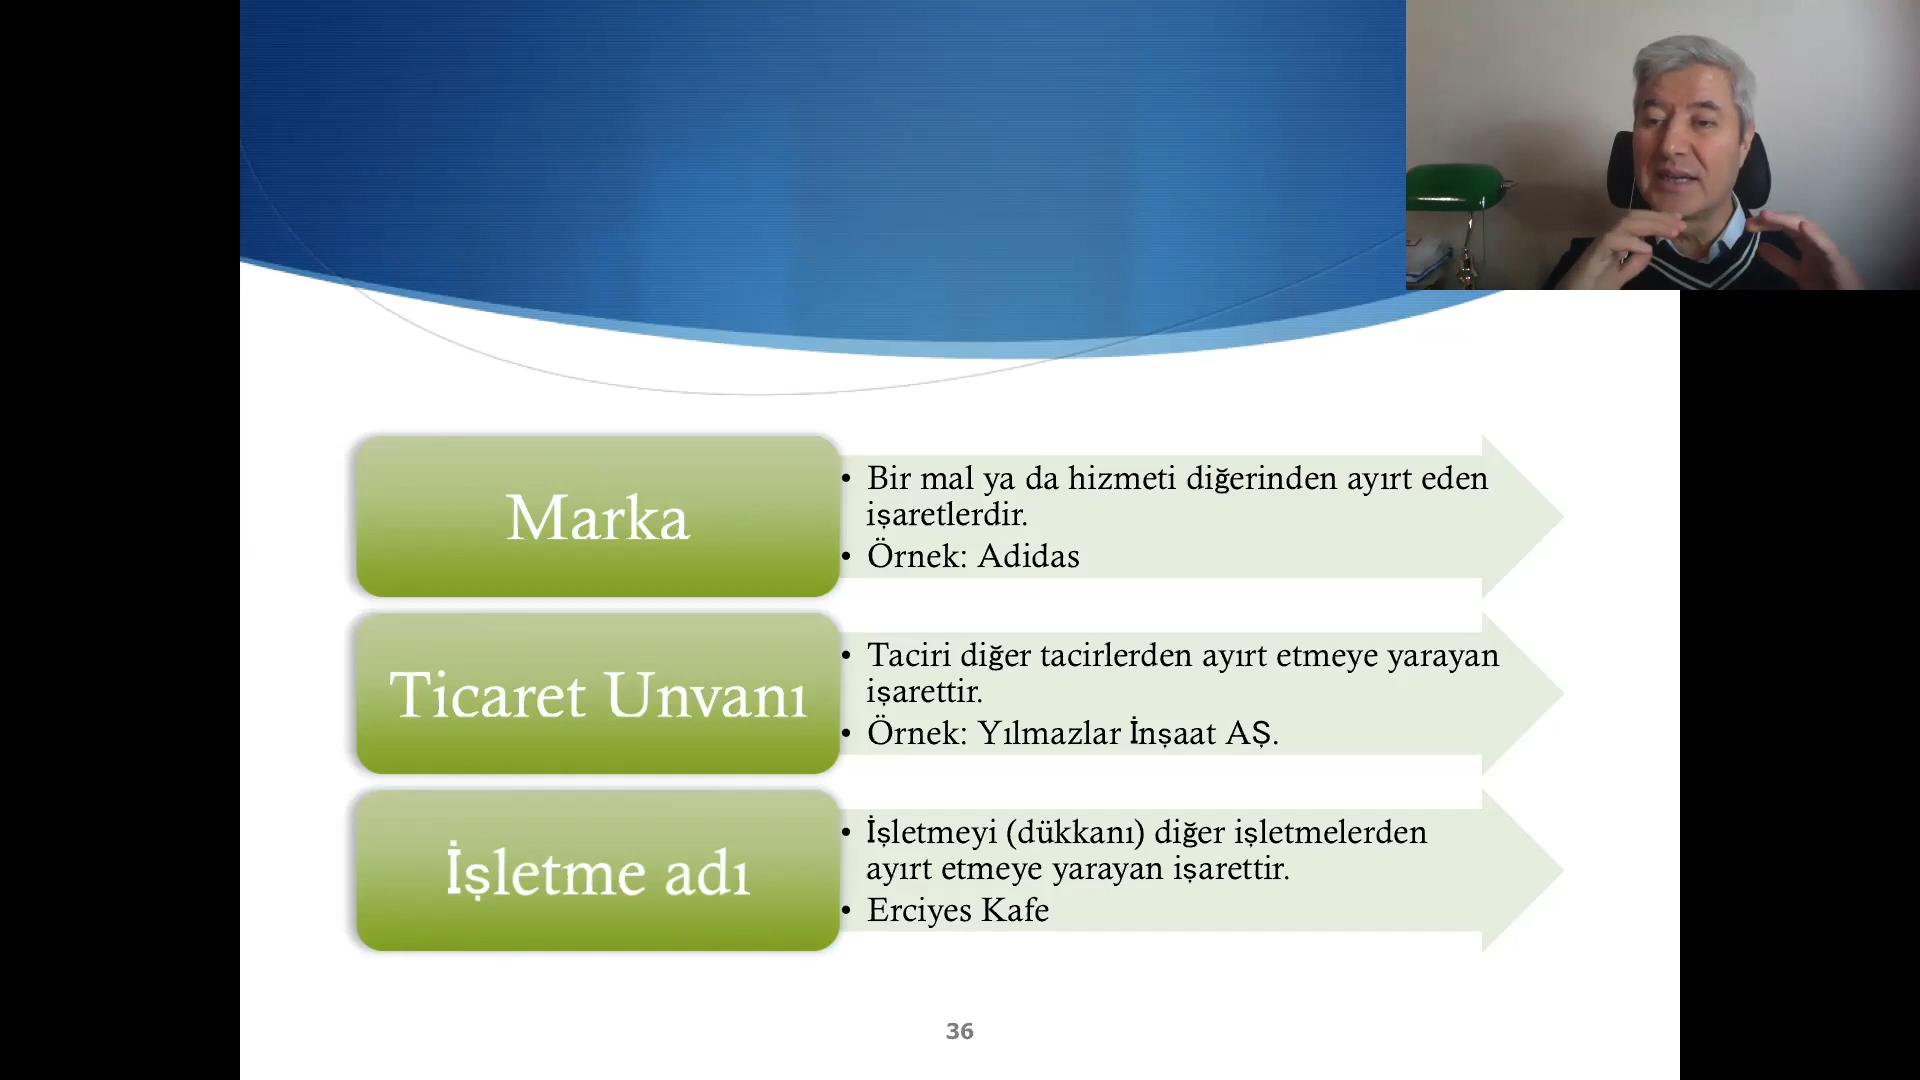 Marka
• Bir mal ya da hizmeti diğerinden ayırt eden
işaretlerdir.
• Örnek: Adidas
Ticaret Unvanı
• Taciri diğer tacirlerden ayırt etmeye yarayan
işarettir.
• Örnek: Yılmazlar İnşaat AŞ.
İşletme adı
• İşletmeyi (dükkanı) diğer işletmelerden
ayırt etmeye yarayan işarettir.
• Erciyes Kafe
36